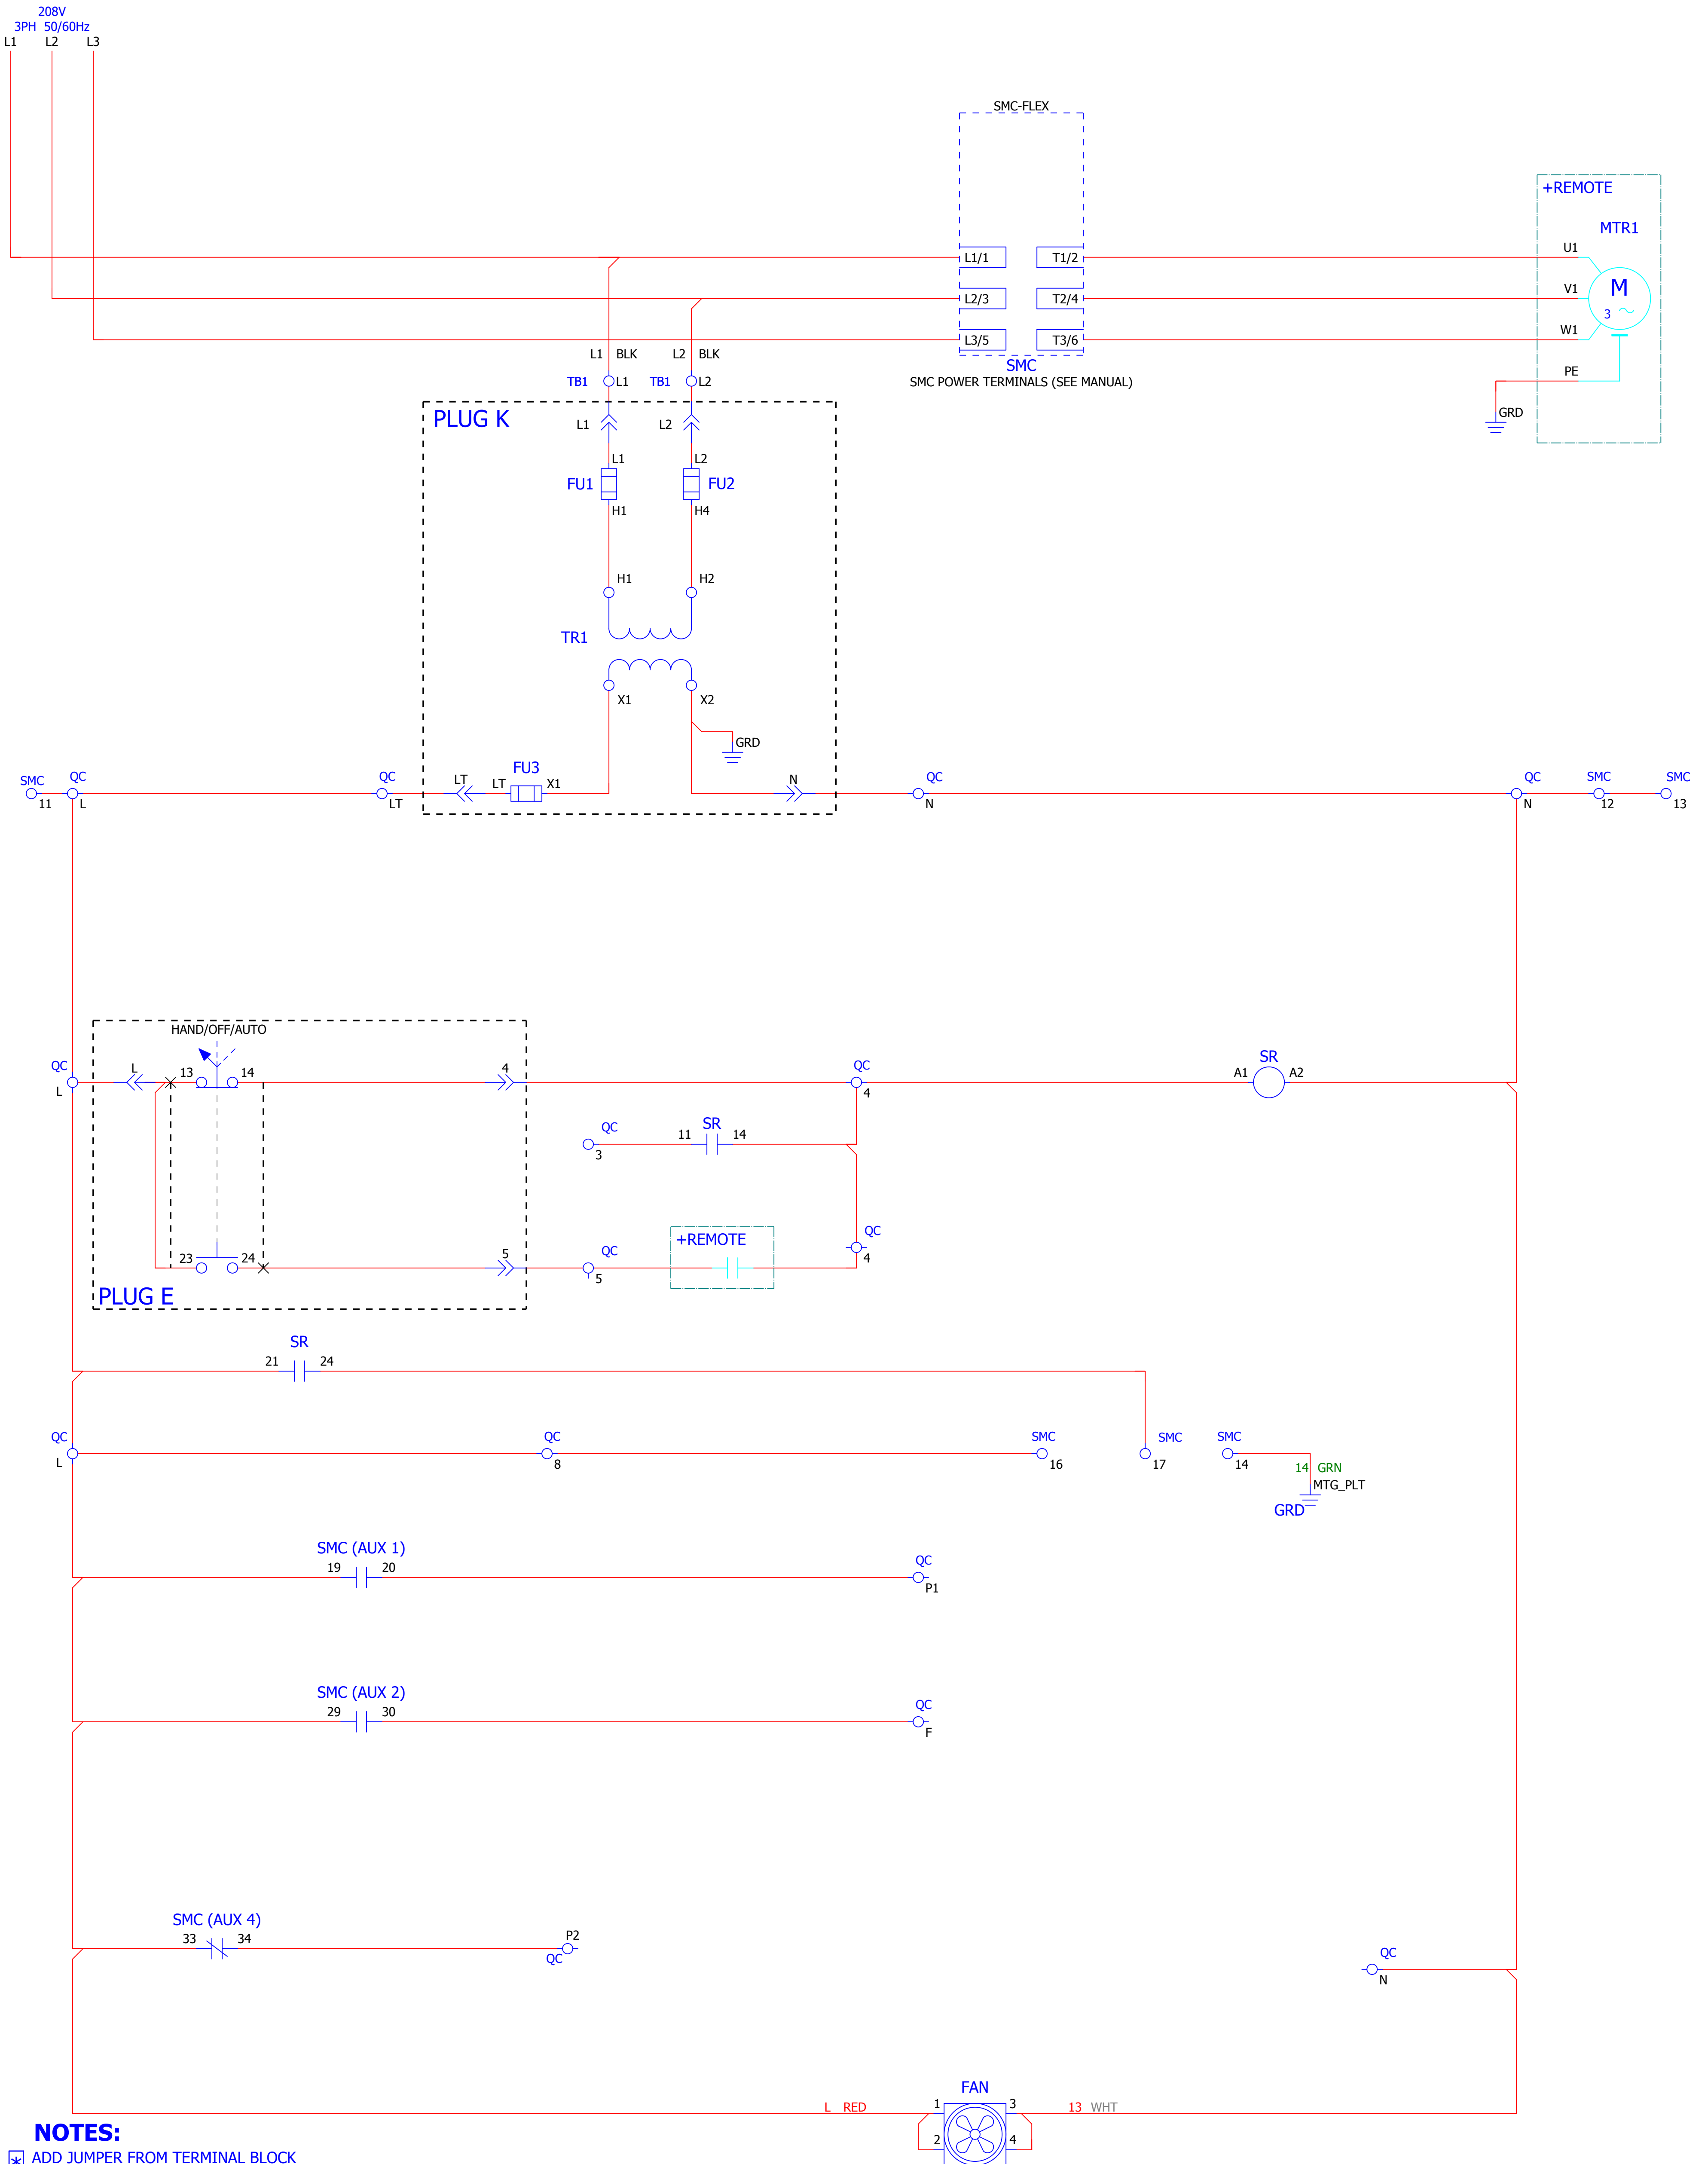 208V
3PH 50/60Hz
L1 L2 L3
SMC-FLEX
+REMOTE
MTR1
U1
L1/1 T1/2
V1
M
3
L2/3 T2/4
W1
L3/5 T3/6
L1 BLK L2 BLK
SMC
SMC POWER TERMINALS (SEE MANUAL)
PE
TB1 L1 TB1 L2
GRD
PLUG K
L1 L2
L1 L2
FU1 FU2
H1 H4
H1 H2
TR1
X1 X2
GRD
SMC QC QC LT LT FU3 X1 N QC QC SMC SMC
11 L LT N N 12 13
HAND/OFF/AUTO
QC L 13 14 4 QC SR
L 4 A1 A2
QC 11 SR 14
3
QC +REMOTE QC
23 24 5 5 4
PLUG E
SR
21 24
QC QC SMC SMC SMC
L 8 16 17 14
14 GRN
MTG_PLT
GRD
SMC (AUX 1)
19 20 QC
P1
SMC (AUX 2)
29 30 QC
F
SMC (AUX 4)
33 34 P2
QC
QC
N
FAN
L RED 1 3 13 WHT
2 4
NOTES:
* ADD JUMPER FROM TERMINAL BLOCK